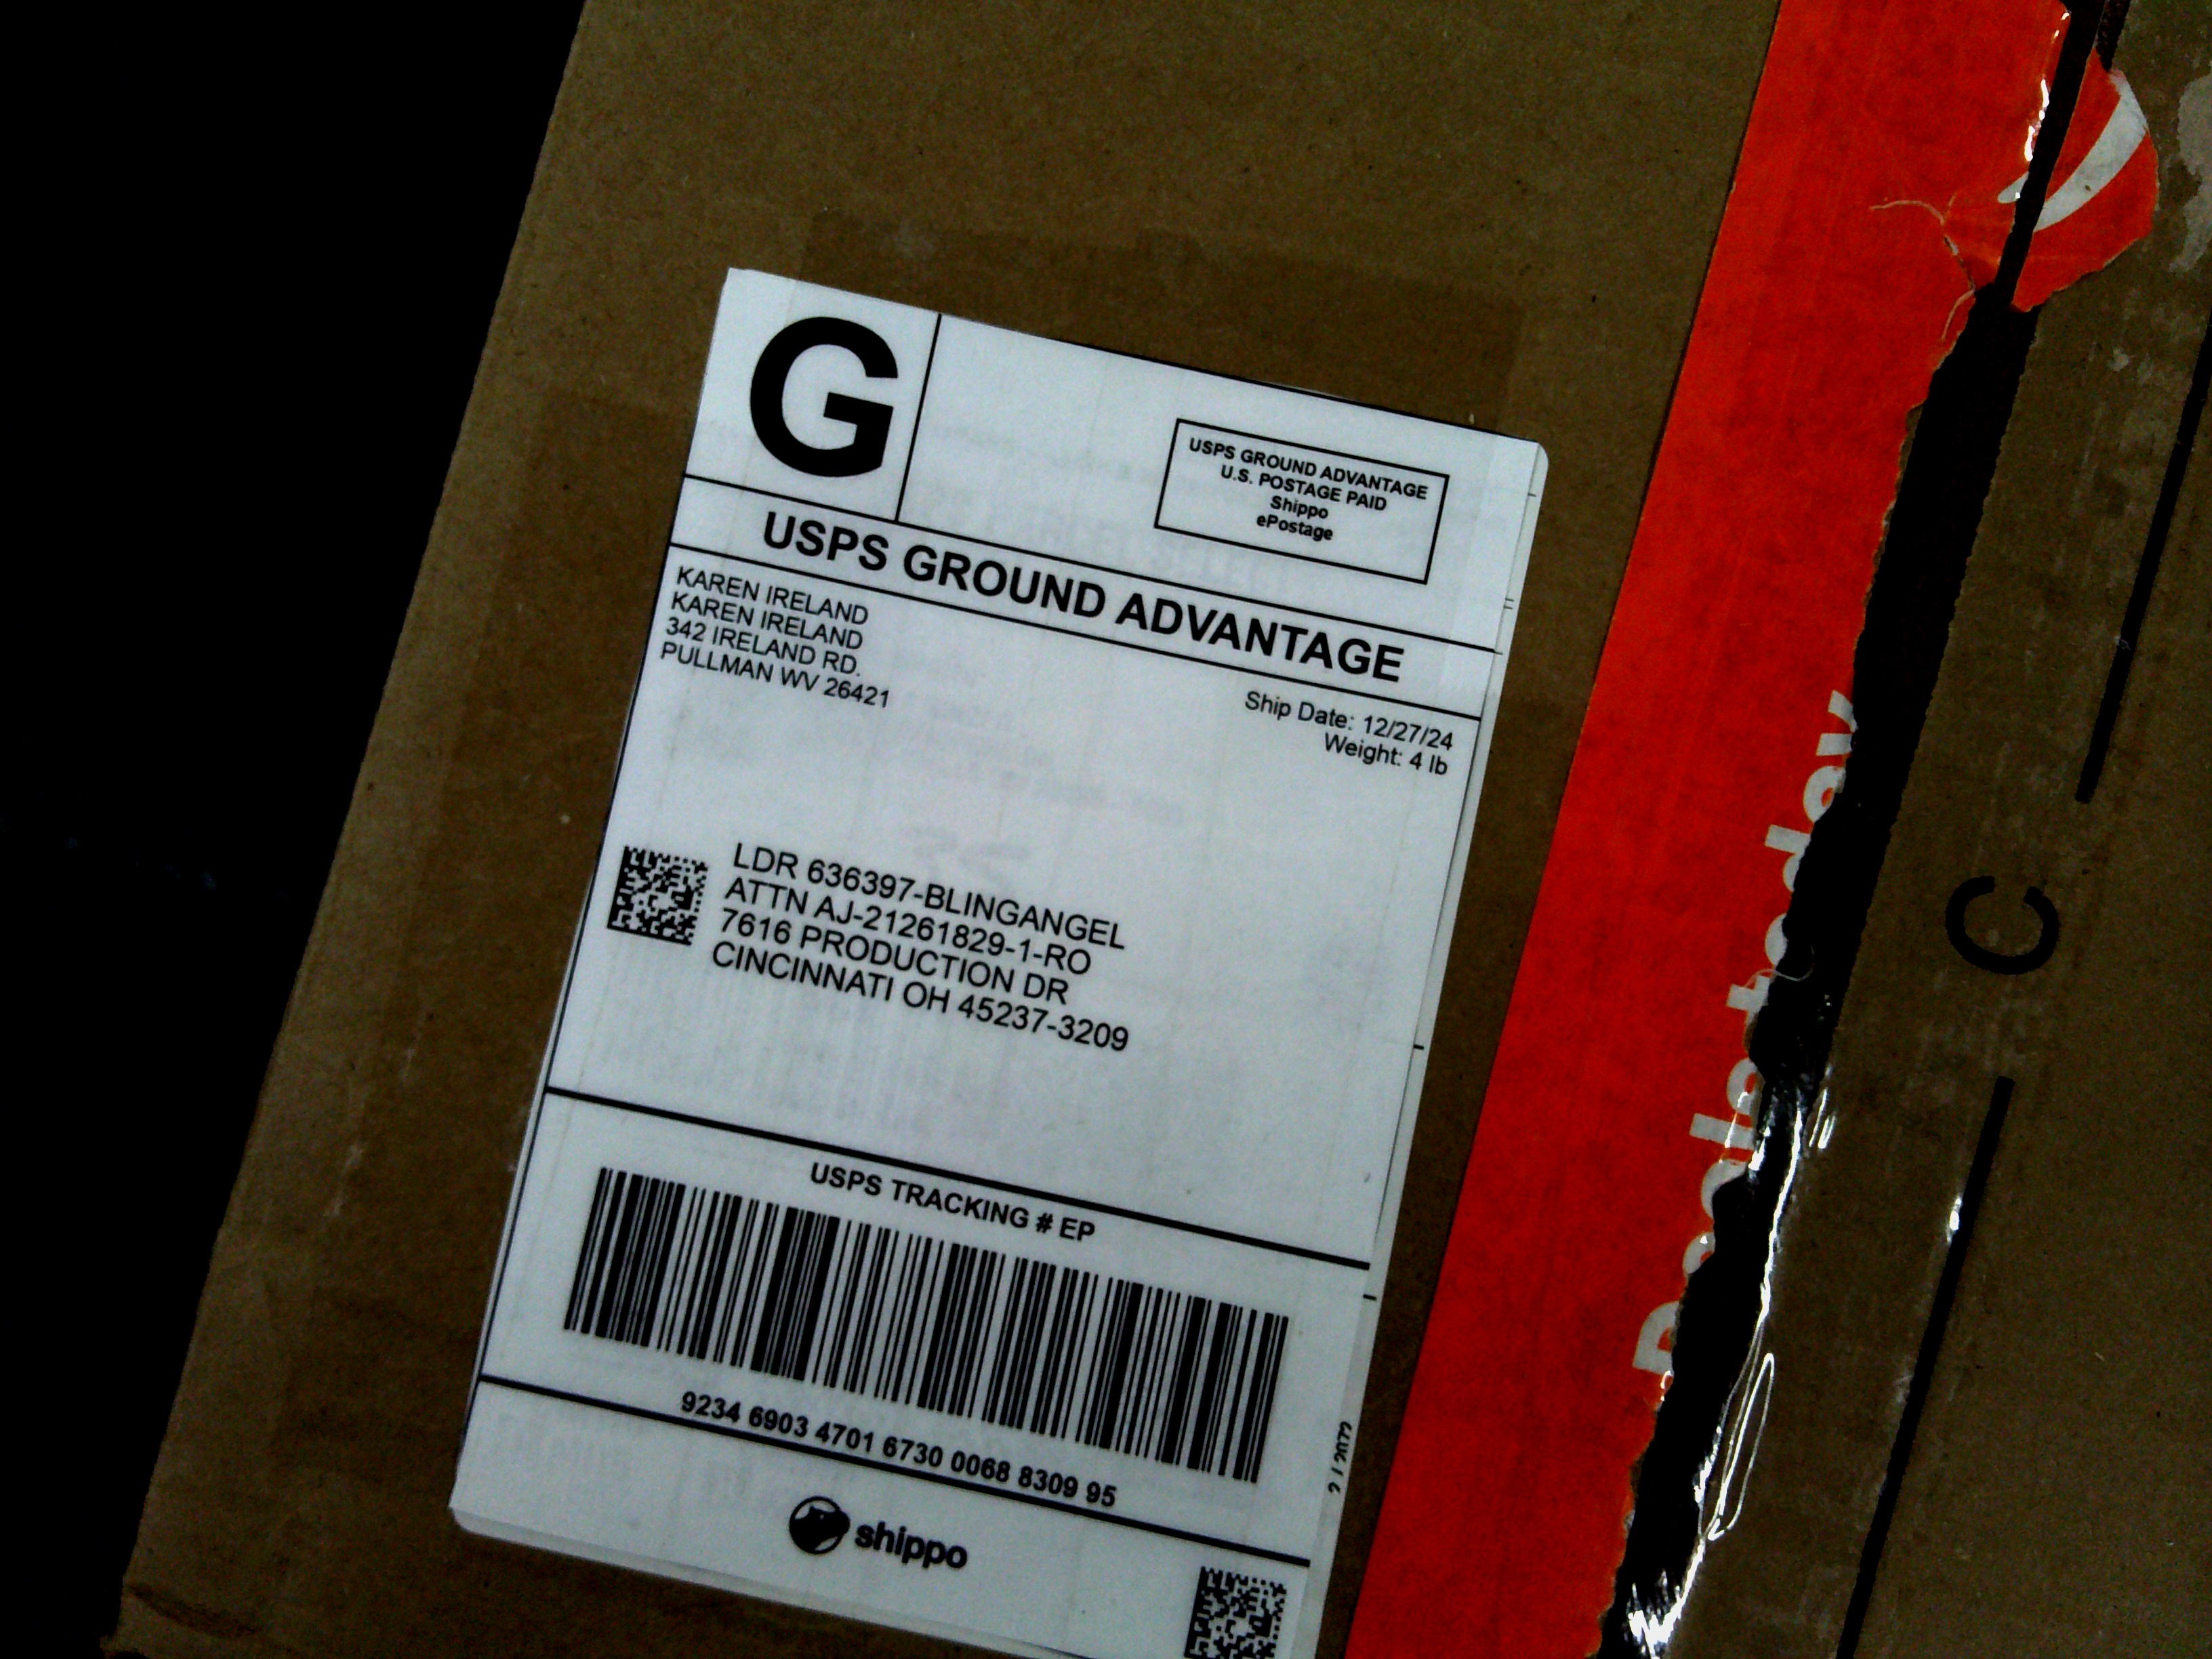 G
USPS GROUND ADVANTAGE
U.S. POSTAGE PAID
Shippo
ePostage
USPS GROUND ADVANTAGE
KAREN IRELAND
KAREN IRELAND
342 IRELAND RD.
PULLMAN WV 26421
Ship Date: 12/27/24
Weight: 4 lb
LDR 636397-BLINGANGEL
ATTN AJ-21261829-1-RO
7616 PRODUCTION DR
CINCINNATI OH 45237-3209
USPS TRACKING # EP
9234 6903 4701 6730 0068 8309 95
shippo
C